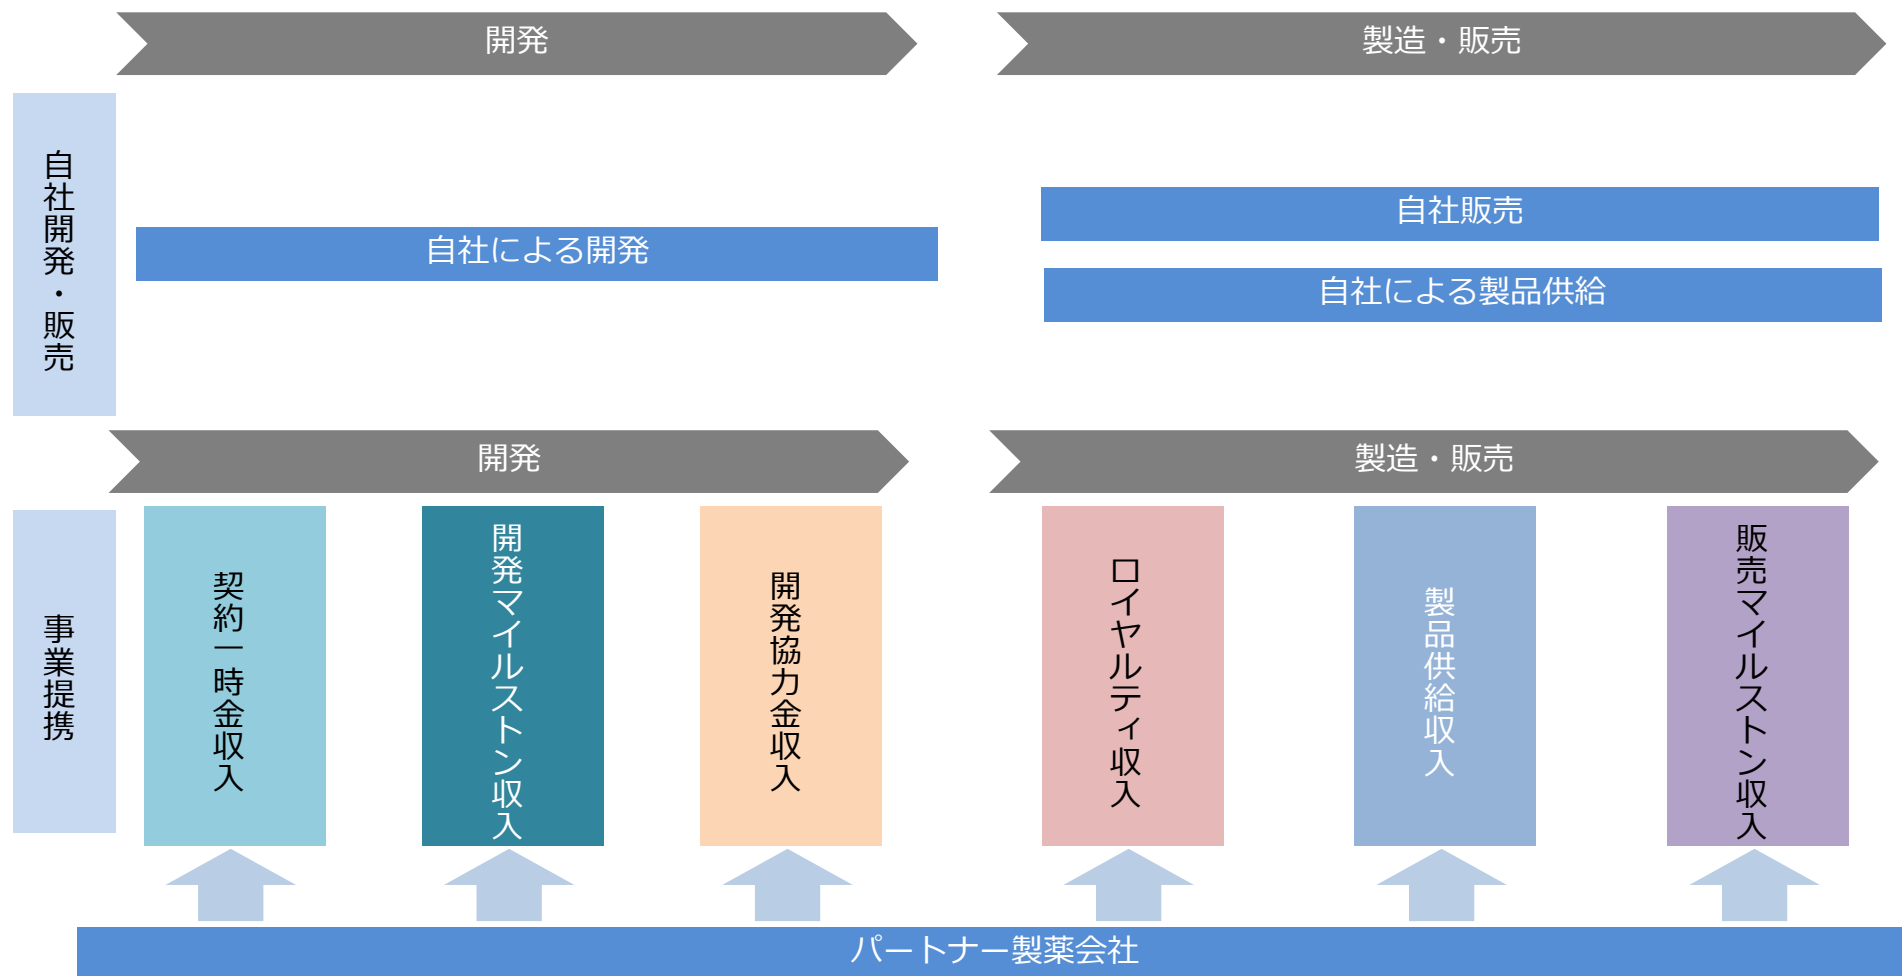 開発
製造・販売
自社開発・販売
自社による開発
自社販売
自社による製品供給
開発
製造・販売
事業提携
契約一時金収入
開発マイルストン収入
開発協力金収入
ロイヤルティ収入
製品供給収入
販売マイルストン収入
パートナー製薬会社